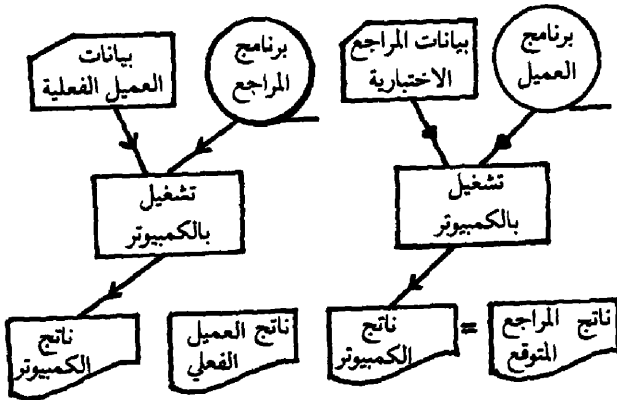 برنامج
العميل
بيانات المراجع
الاختبارية
برنامج
المراجع
بيانات
العميل الفعلية
تشغيل
بالكمبيوتر
تشغيل
بالكمبيوتر
ناتج المراجع
المتوقع
=
ناتج
الكمبيوتر
ناتج العميل
الفعلي
ناتج
الكمبيوتر